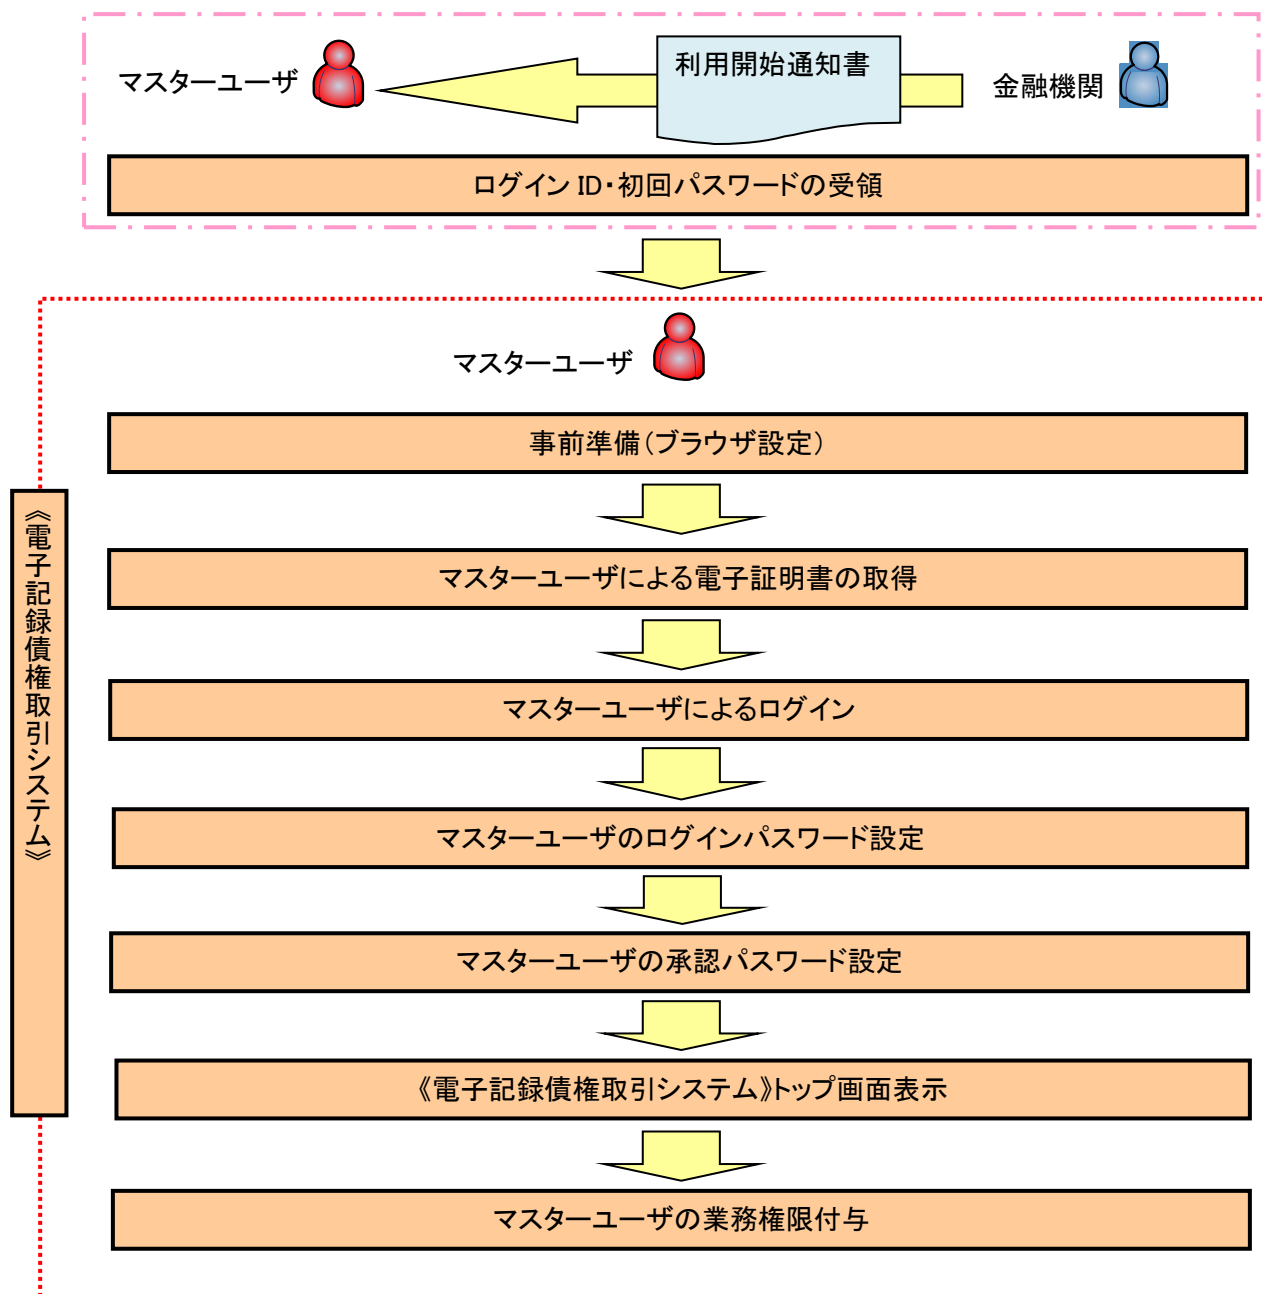 マスターユーザ
利用開始通知書
金融機関
ログイン ID・初回パスワードの受領
マスターユーザ
事前準備（ブラウザ設定）
《電子記録債権取引システム》
マスターユーザによる電子証明書の取得
マスターユーザによるログイン
マスターユーザのログインパスワード設定
マスターユーザの承認パスワード設定
《電子記録債権取引システム》トップ画面表示
マスターユーザの業務権限付与